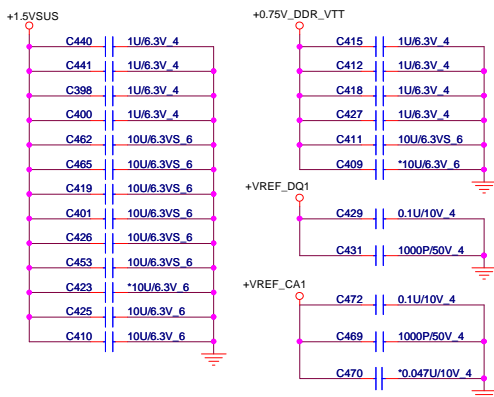 +1.5VSUS
C440 1U/6.3V_4
C441 1U/6.3V_4
C398 1U/6.3V_4
C400 1U/6.3V_4
C462 10U/6.3VS_6
C465 10U/6.3VS_6
C419 10U/6.3VS_6
C401 10U/6.3VS_6
C426 10U/6.3VS_6
C453 10U/6.3VS_6
C423 *10U/6.3V_6
C425 10U/6.3V_6
C410 10U/6.3V_6
+0.75V_DDR_VTT
C415 1U/6.3V_4
C412 1U/6.3V_4
C418 1U/6.3V_4
C427 1U/6.3V_4
C411 10U/6.3VS_6
C409 *10U/6.3V_6
+VREF_DQ1
C429 0.1U/10V_4
C431 1000P/50V_4
+VREF_CA1
C472 0.1U/10V_4
C469 1000P/50V_4
C470 *0.047U/10V_4